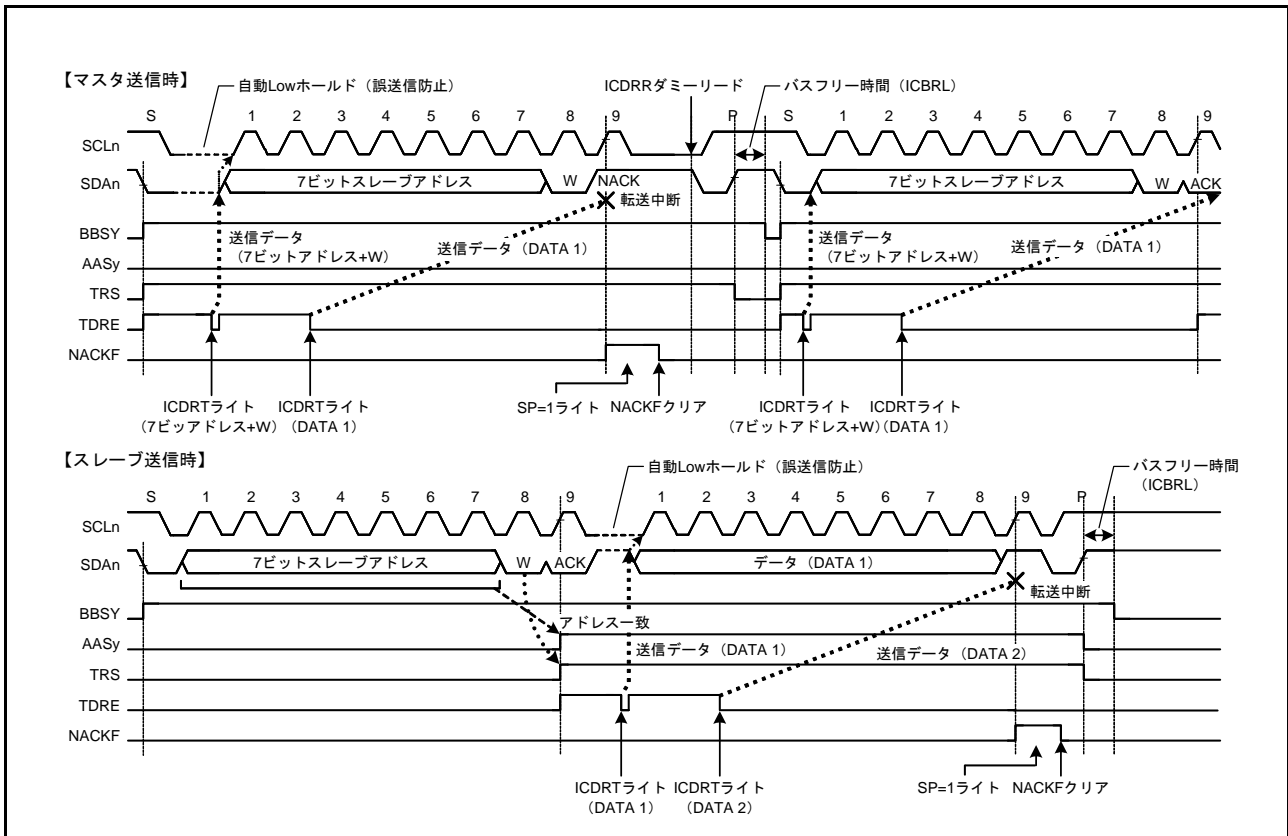 【マスタ送信時】
自動Lowホールド（誤送信防止）
ICDRRダミーリード
バスフリー時間（ICBRL）
S 1 2 3 4 5 6 7 8 9 P S 1 2 3 4 5 6 7 8 9
SCLn
SDAn
7ビットスレーブアドレス W NACK 7ビットスレーブアドレス W ACK
転送中断
BBSY
送信データ
（7ビットアドレス+W）
送信データ（DATA 1）
送信データ
（7ビットアドレス+W）
送信データ（DATA 1）
AASy
TRS
TDRE
NACKF
ICDRTライト
（7ビッアドレス+W）
ICDRTライト
（DATA 1）
SP=1ライト
NACKFクリア
ICDRTライト
（7ビットアドレス+W）
ICDRTライト
（DATA 1）
【スレーブ送信時】
自動Lowホールド（誤送信防止）
バスフリー時間
（ICBRL）
S 1 2 3 4 5 6 7 8 9 1 2 3 4 5 6 7 8 9 P
SCLn
SDAn
7ビットスレーブアドレス W ACK データ（DATA 1）
転送中断
BBSY
アドレス一致
AASy
送信データ（DATA 1）
送信データ（DATA 2）
TRS
TDRE
NACKF
ICDRTライト
（DATA 1）
ICDRTライト
（DATA 2）
SP=1ライト
NACKFクリア